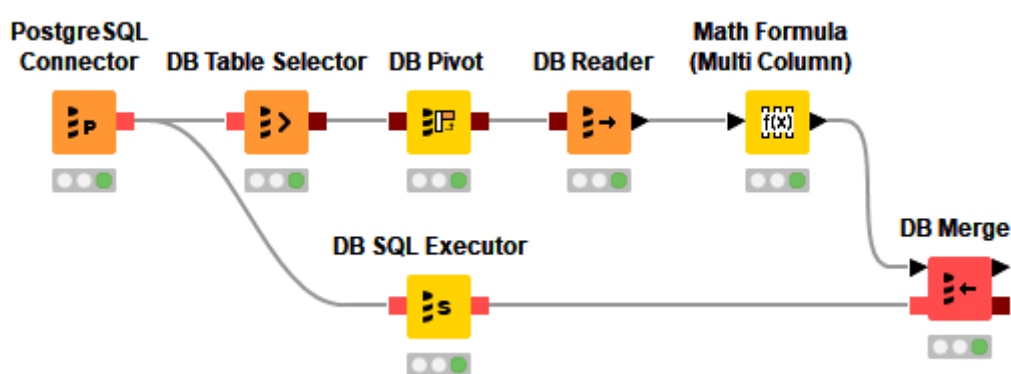 PostgreSQL
Connector
DB Table Selector
DB Pivot
DB Reader
Math Formula
(Multi Column)
P
f(x)
DB SQL Executor
S
DB Merge